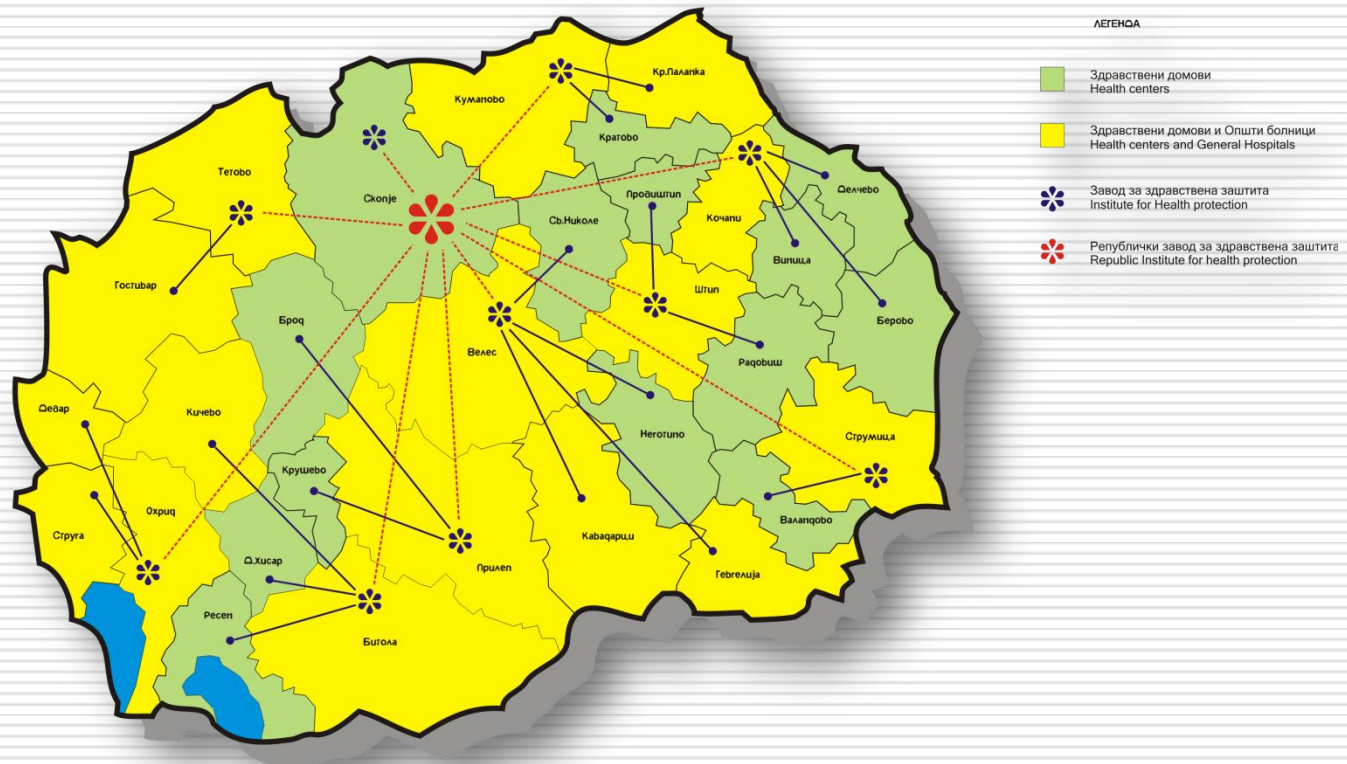 ЛЕГЕНДА
Здравствени домови
Health centers
Здравствени домови и Општи болници
Health centers and General Hospitals
Завод за здравствена заштита
Institute for Health protection
Републички завод за здравствена заштита
Republic Institute for health protection
Куманово
Кр.Паланка
Кратово
Тетово
Скопје
Пробиштип
Делчево
Св.Николе
Кочани
Виница
Гостивар
Штип
Берово
Брод
Велес
Радовиш
Дебар
Кичево
Неготино
Струмица
Крушево
Охрид
Струга
Кавадарци
Валандово
Прилеп
Д.Хисар
Гевгелија
Ресен
Битола